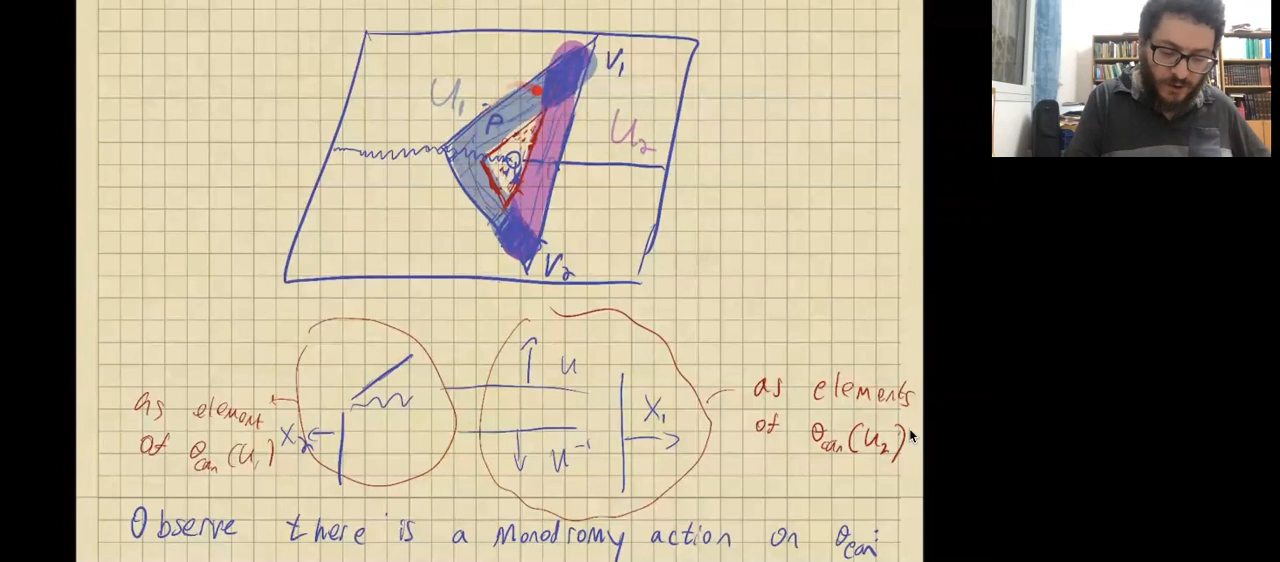 V₁
U₁
P
U₂
V₂
u
X₁
as elements
of θcan(U₂)
as element
of θcan(U₁)
X₂
u⁻¹
Observe there is a monodromy action on θcan: